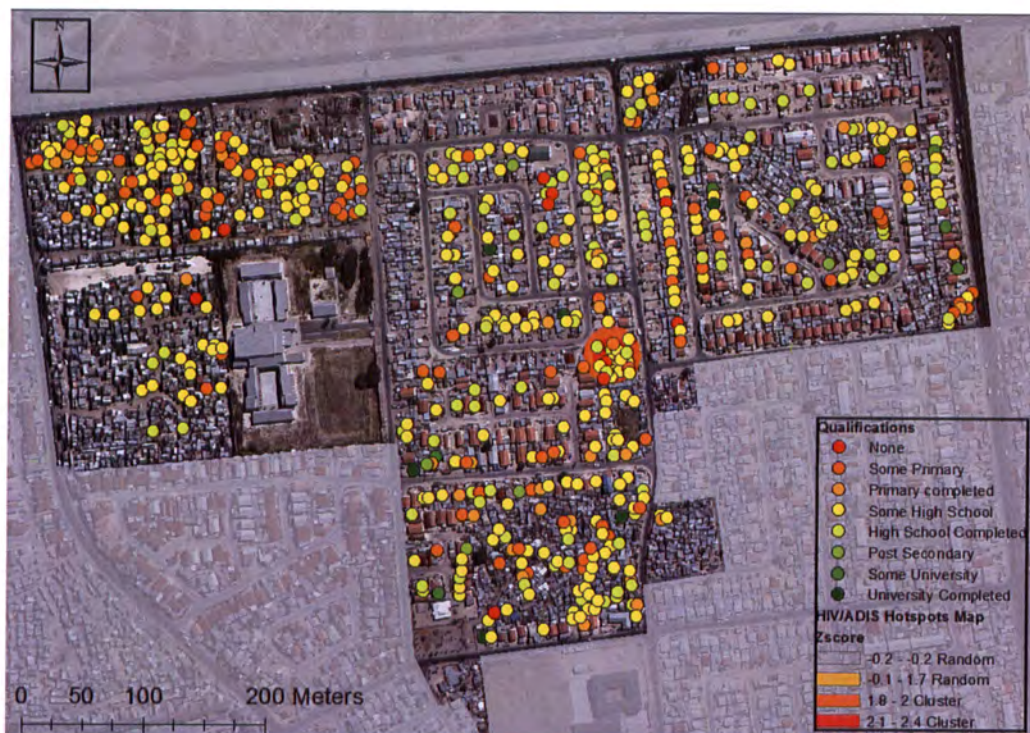 N
Qualifications
None
Some Primary
Primary completed
Some High School
High School Completed
Post Secondary
Some University
University Completed
HIV/ADIS Hotspots Map
Zscore
-0.2 - -0.2 Random
-0.1 - 1.7 Random
1.8 - 2 Cluster
2.1 - 2.4 Cluster
0 50 100 200 Meters